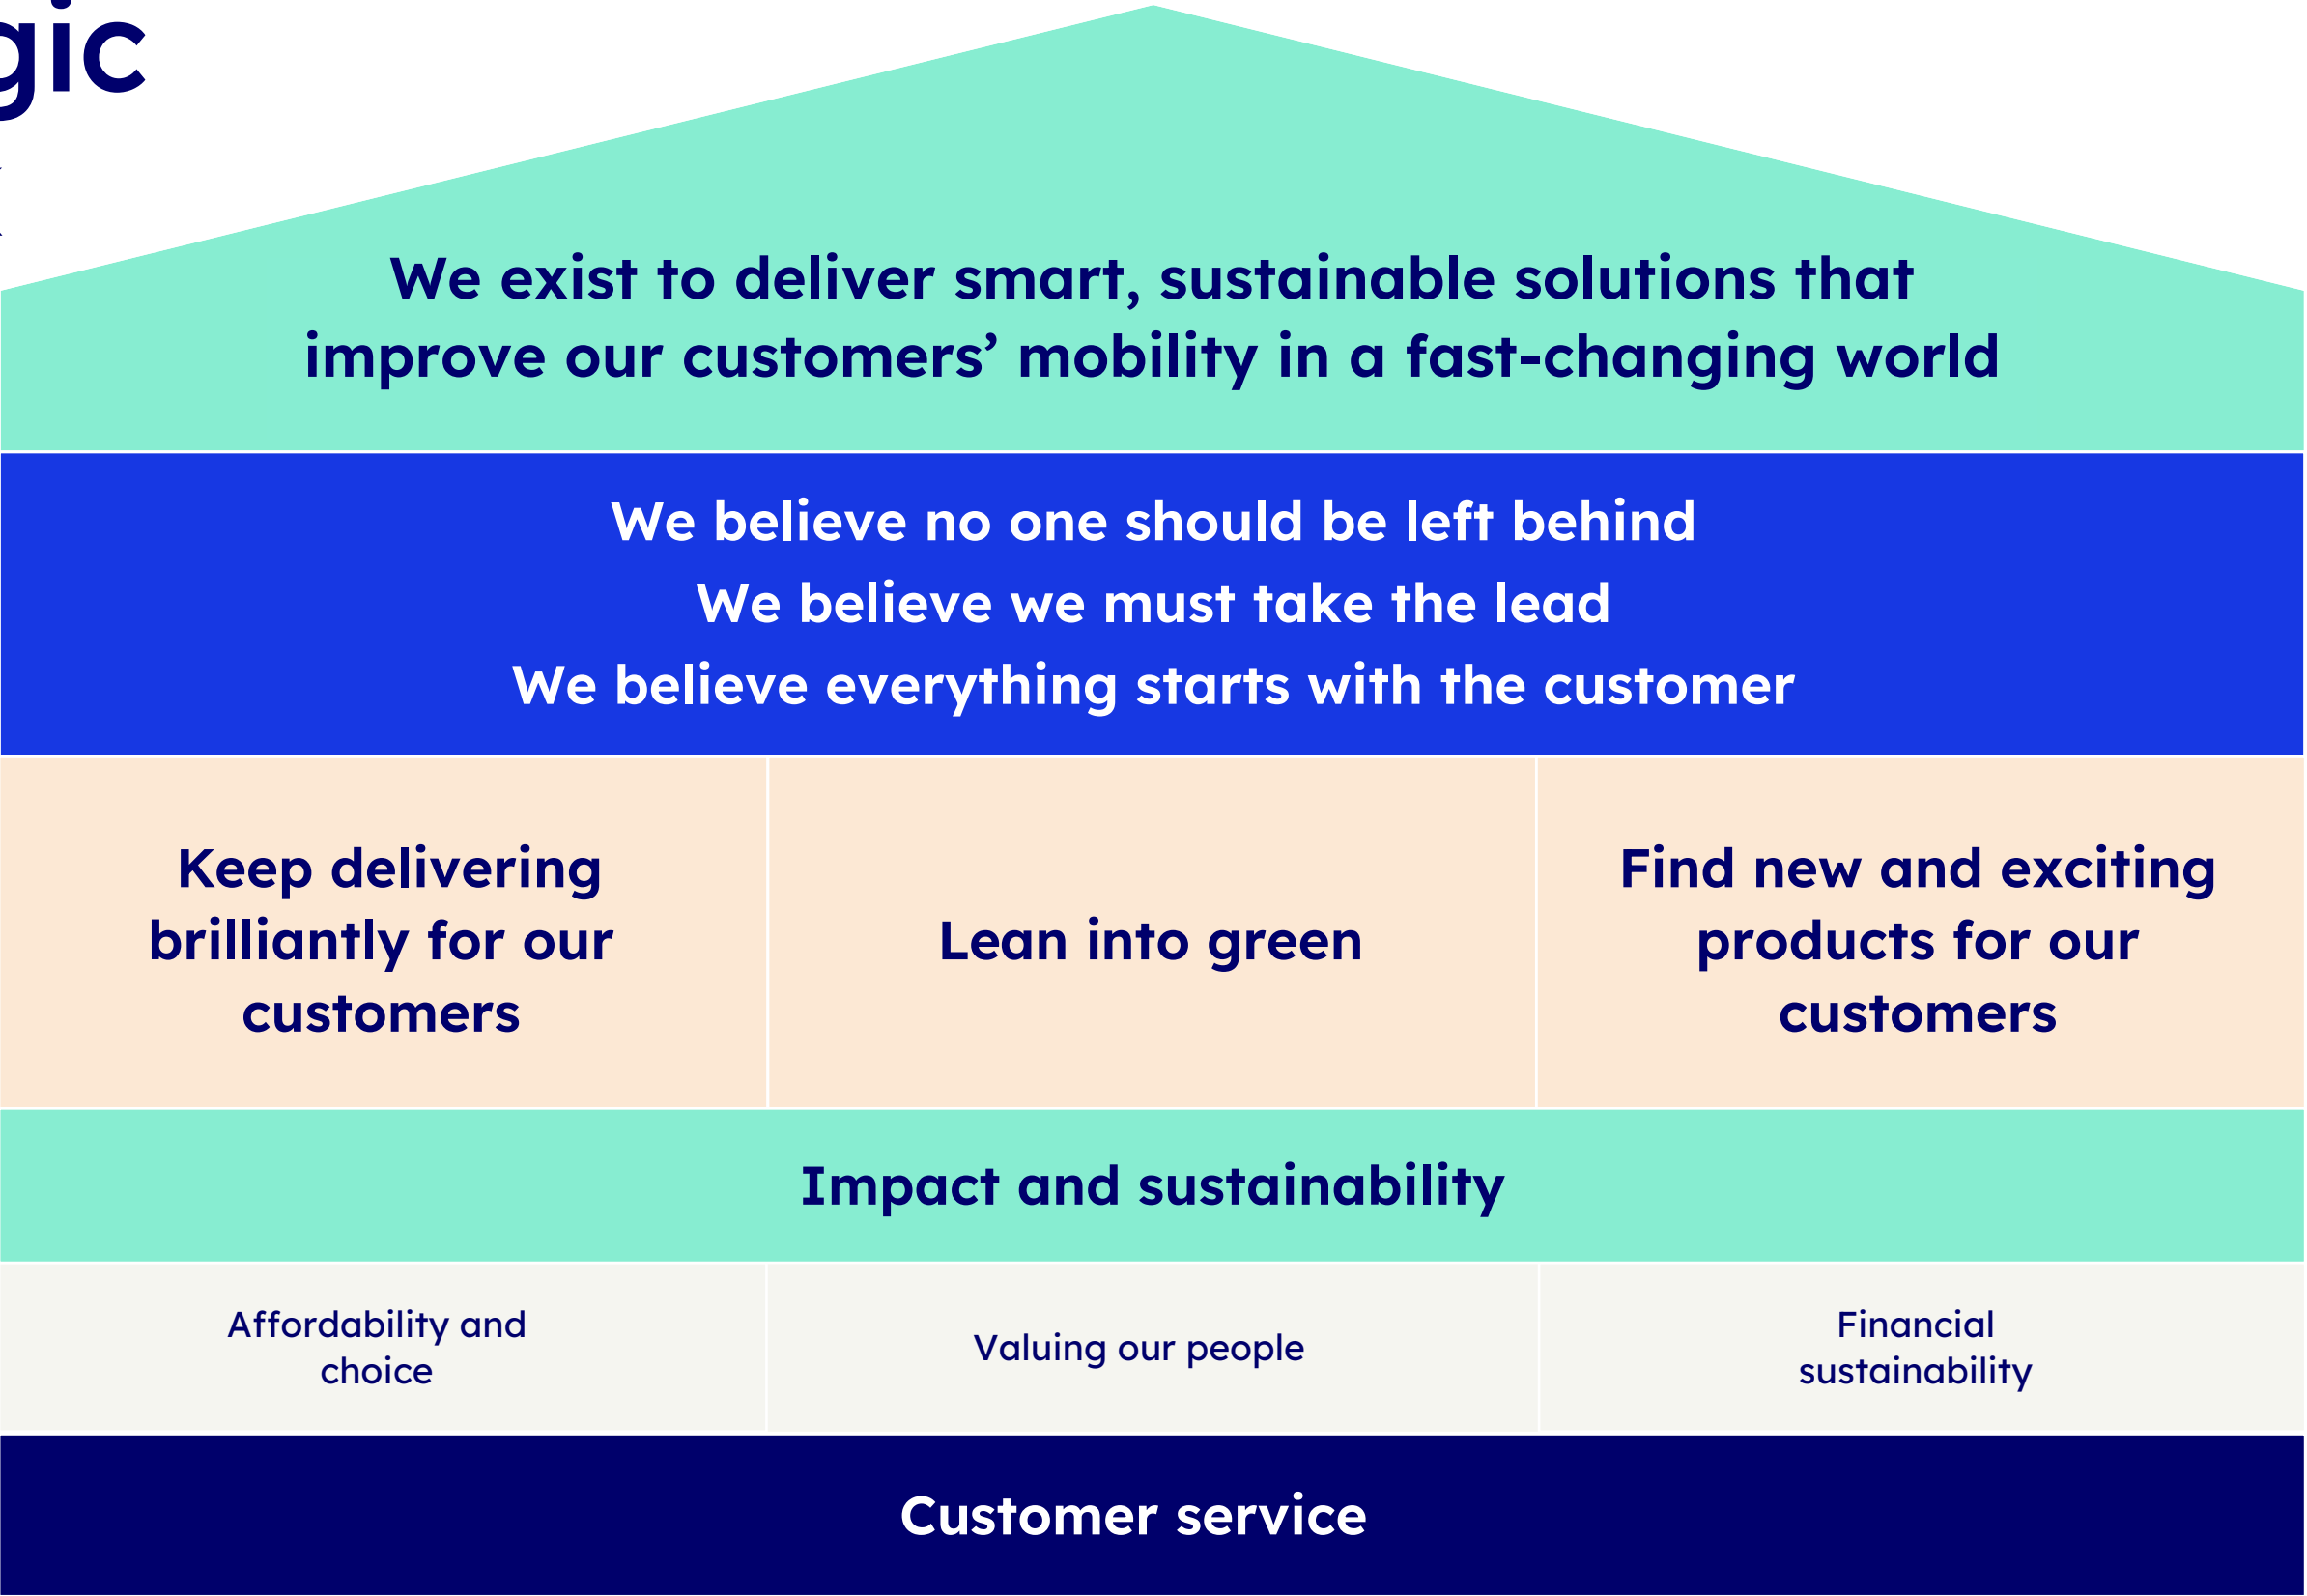 We exist to deliver smart, sustainable solutions that
improve our customers’ mobility in a fast-changing world
We believe no one should be left behind
We believe we must take the lead
We believe everything starts with the customer
Keep delivering
brilliantly for our
customers
Lean into green
Find new and exciting
products for our
customers
Impact and sustainability
Affordability and
choice
Valuing our people
Financial
sustainability
Customer service